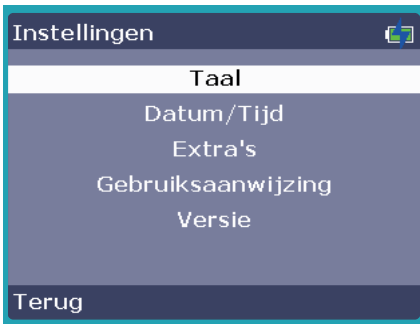 Instellingen
Taal
Datum/Tijd
Extra's
Gebruiksaanwijzing
Versie
Terug